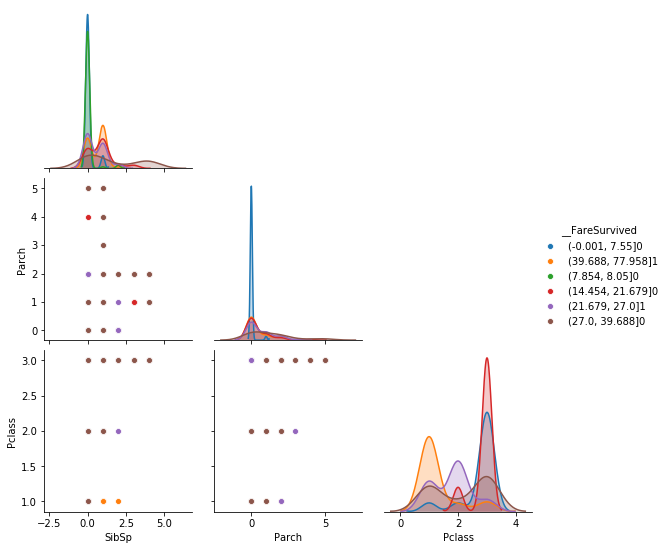 5
4
3
2
1
0
Parch
__FareSurvived
(-0.001, 7.55]0
(39.688, 77.958]1
(7.854, 8.05]0
(14.454, 21.679]0
(21.679, 27.0]1
(27.0, 39.688]0
3.0
2.5
2.0
1.5
1.0
Pclass
−2.5 0.0 2.5 5.0
SibSp
0 5
Parch
0 2 4
Pclass